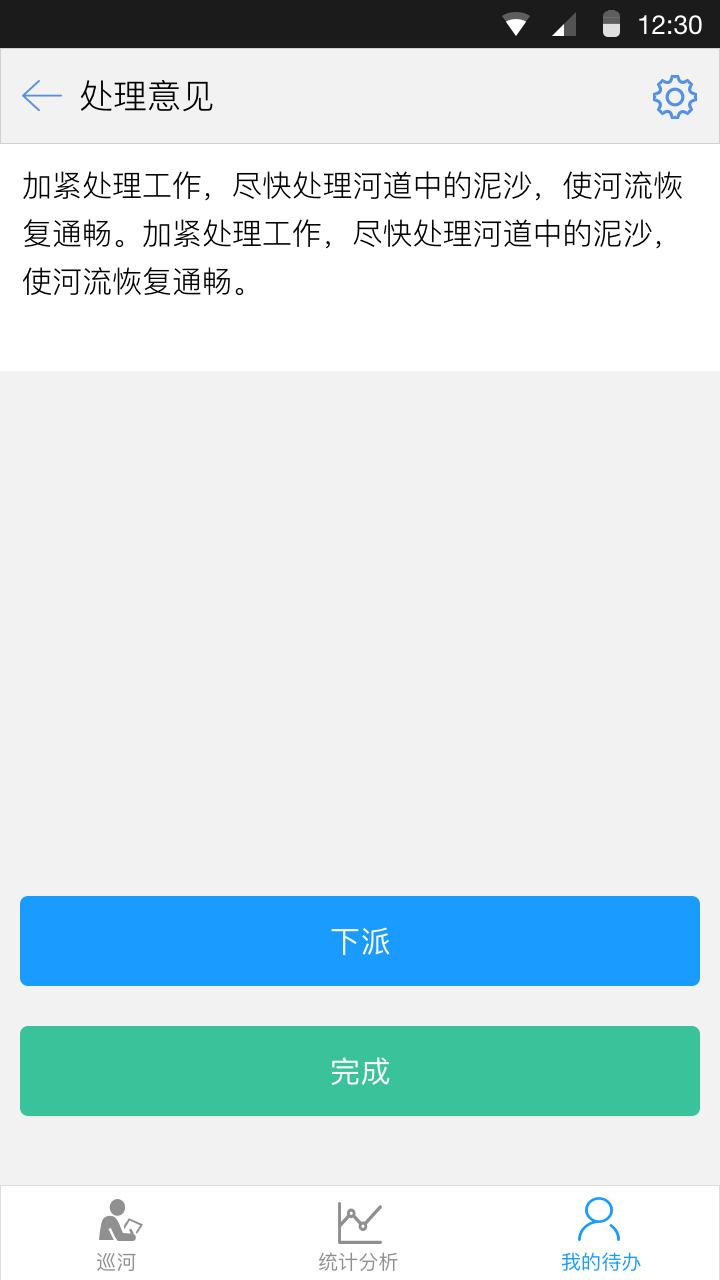 12:30
处理意见
加紧处理工作，尽快处理河道中的泥沙，使河流恢
复通畅。加紧处理工作，尽快处理河道中的泥沙，
使河流恢复通畅。
下派
完成
巡河
统计分析
我的待办